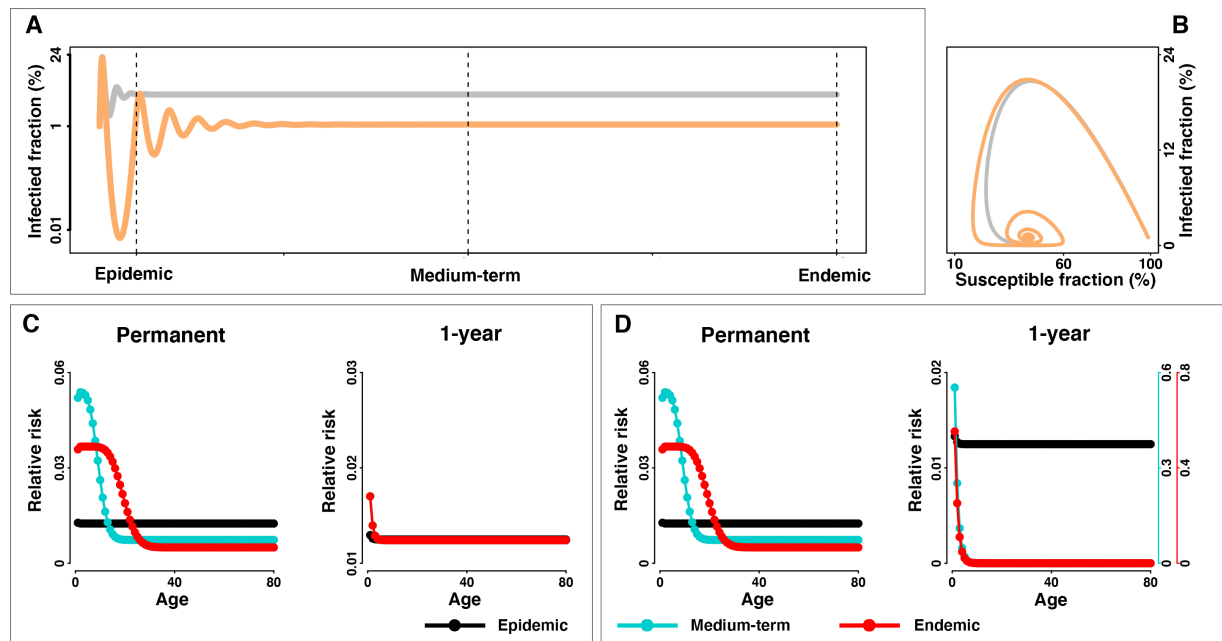 A
Infectied fraction (%)
24
1
0.01
Epidemic
Medium-term
Endemic
B
Infectied fraction (%)
24
12
0
10
60
100
Susceptible fraction (%)
C
Permanent
Relative risk
0.06
0.03
0
0
40
80
Age
1-year
Relative risk
0.03
0.02
0.01
0
40
80
Age
Epidemic
D
Permanent
Relative risk
0.06
0.03
0
0
40
80
Age
1-year
Relative risk
0.02
0.01
0
0
40
80
Age
0.6
0.3
0
0.8
0.4
0
Medium-term
Endemic